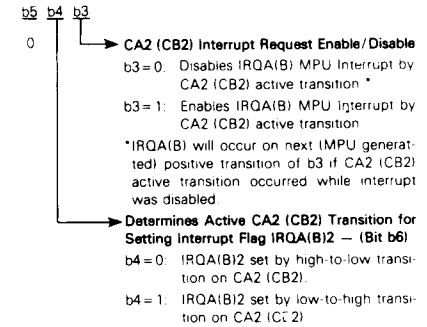 b5 b4 b3
0
CA2 (CB2) Interrupt Request Enable/Disable
b3=0: Disables IRQA(B) MPU Interrupt by
CA2 (CB2) active transition *
b3=1: Enables IRQA(B) MPU Interrupt by
CA2 (CB2) active transition
*IRQA(B) will occur on next (MPU generat-
ted) positive transition of b3 if CA2 (CB2)
active transition occurred while interrupt
was disabled.
Determines Active CA2 (CB2) Transition for
Setting Interrupt Flag IRQA(B)2 — (Bit b6)
b4=0: IRQA(B)2 set by high-to-low transi-
tion on CA2 (CB2).
b4=1: IRQA(B)2 set by low-to-high transi-
tion on CA2 (CB2)